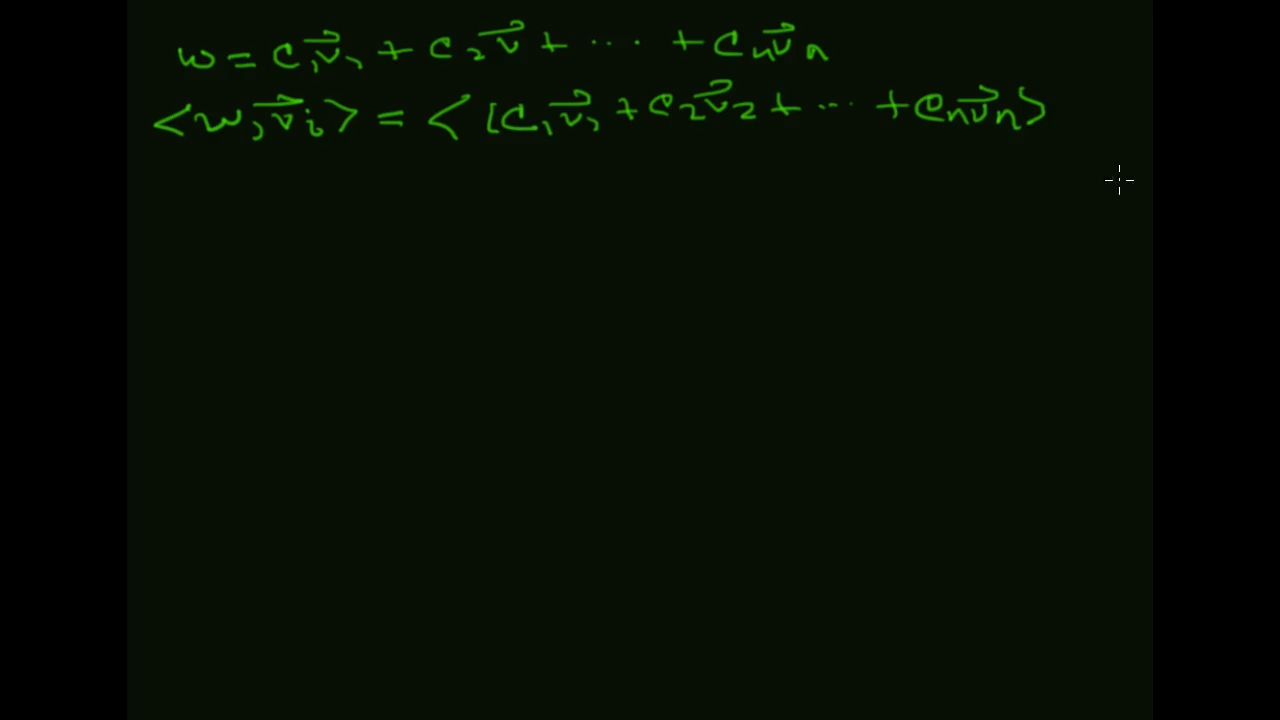 w = c₁v⃗₁ + c₂v⃗ + ... + cₙv⃗ₙ
<w, v⃗ᵢ> = <[c₁v⃗₁ + c₂v⃗₂ + ... + cₙv⃗ₙ>